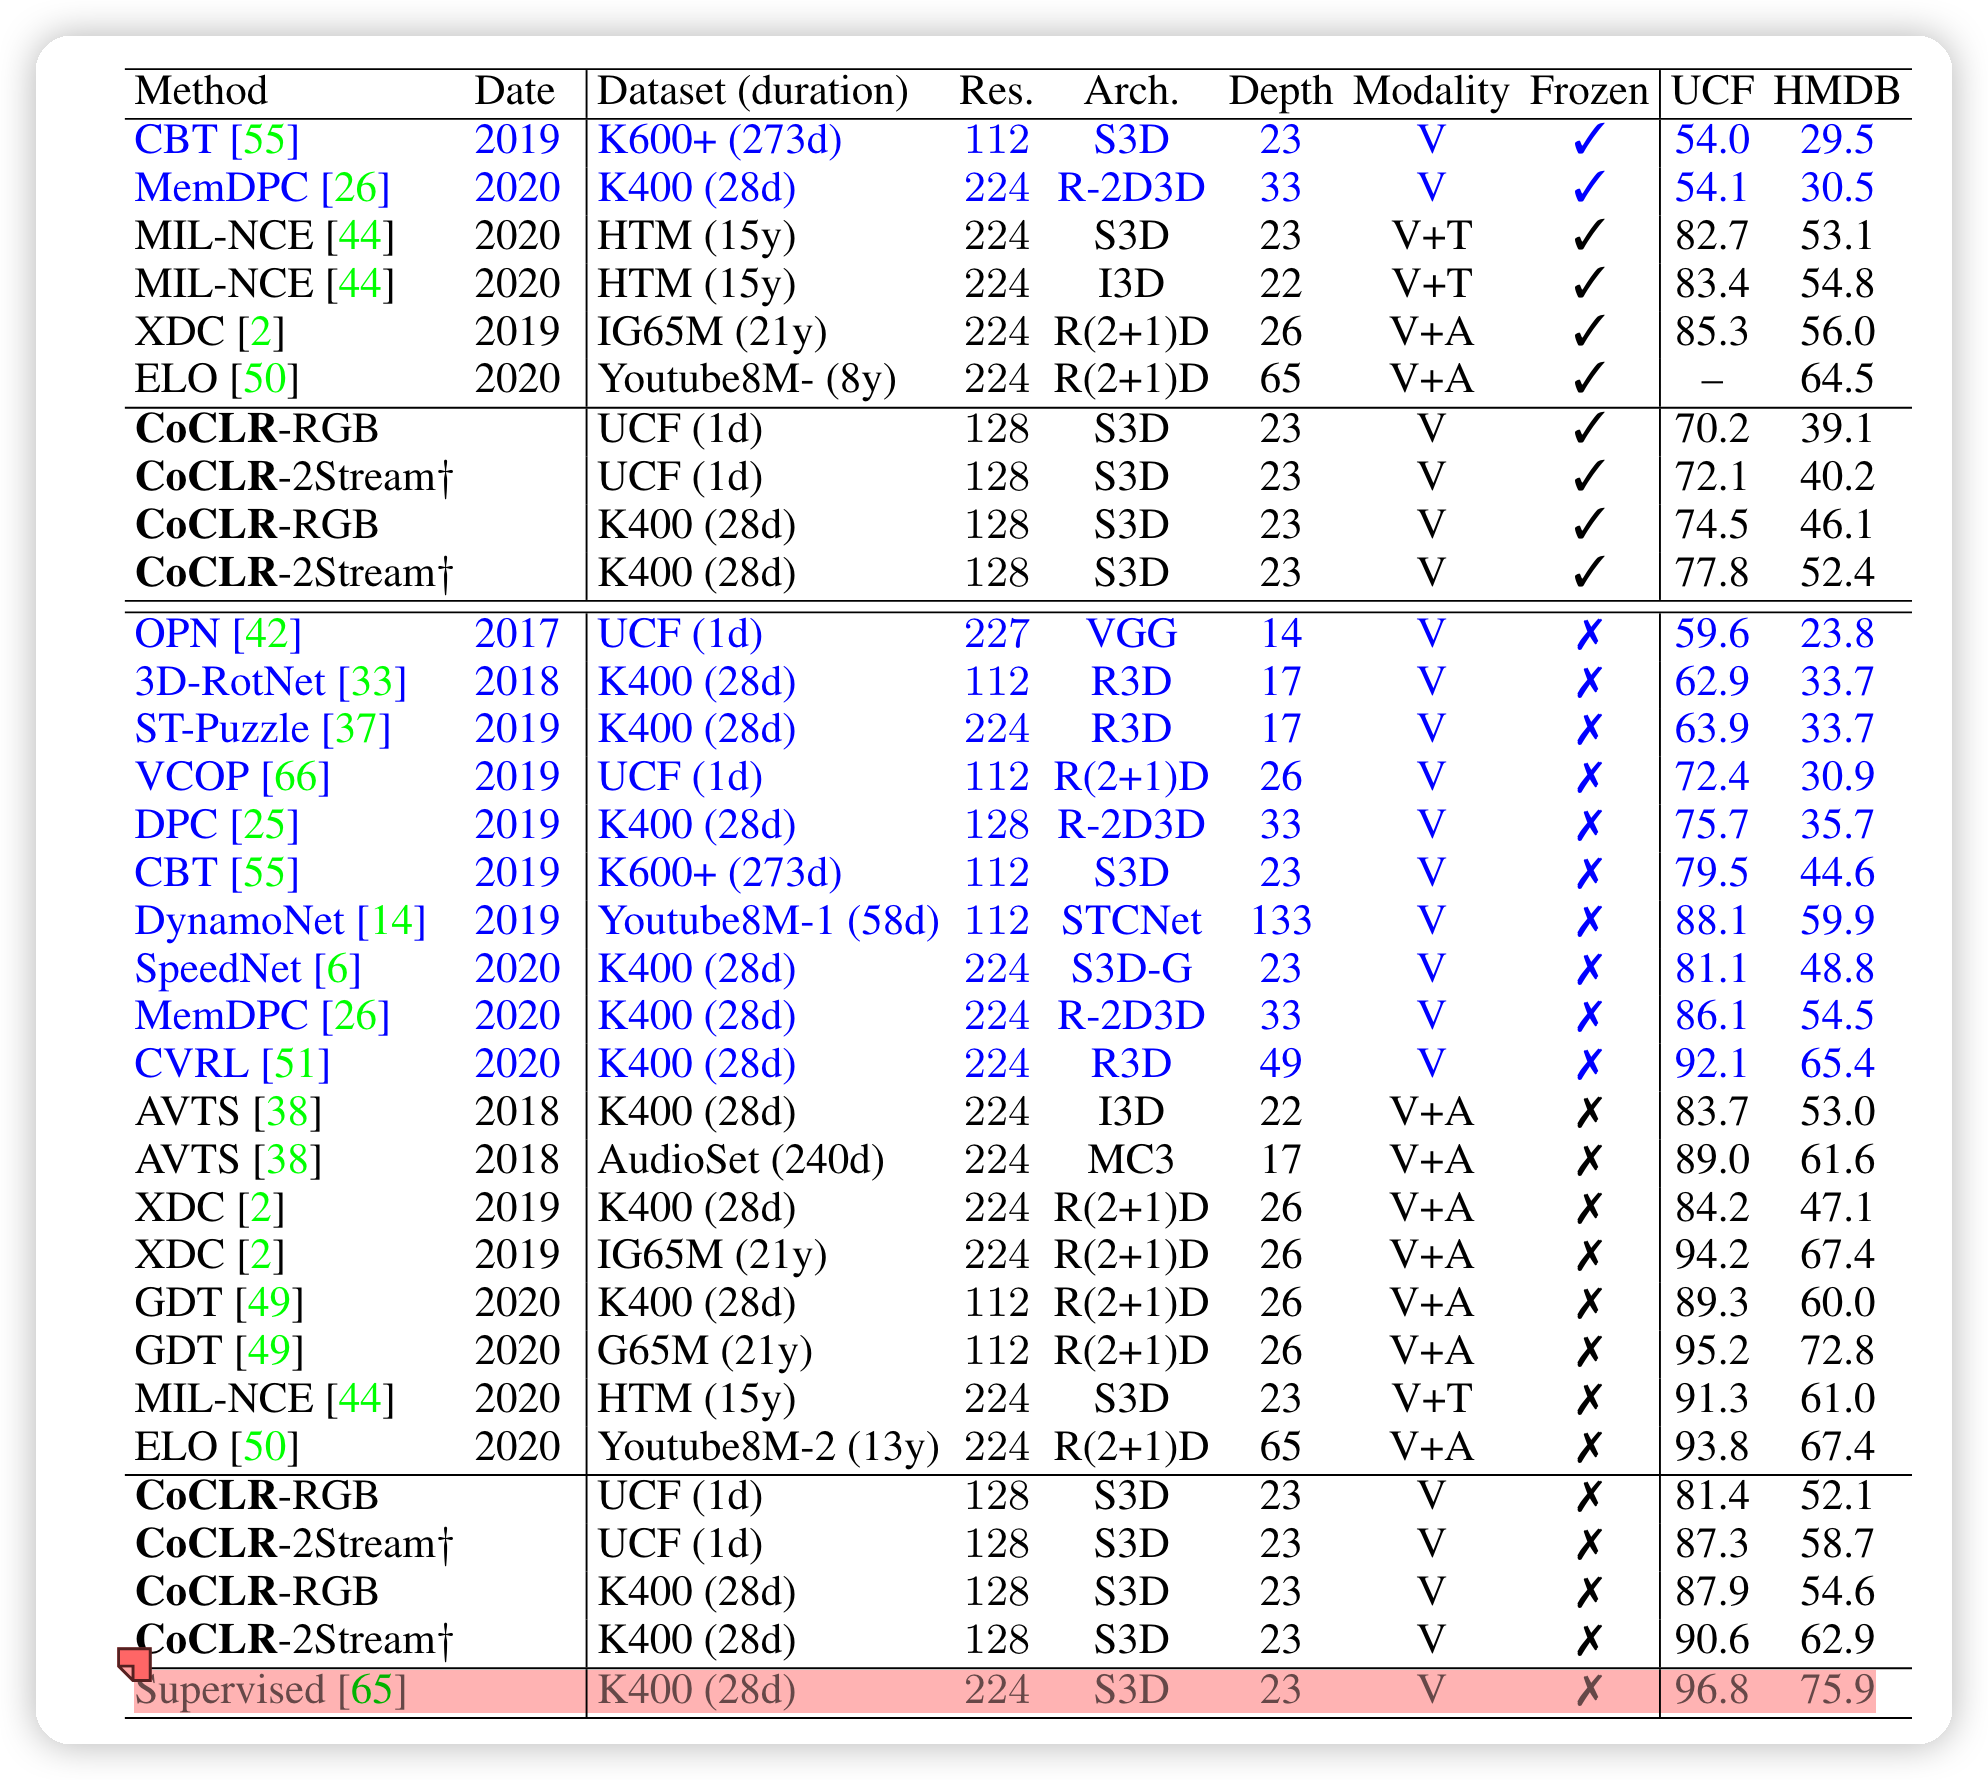 Method Date Dataset (duration) Res. Arch. Depth Modality Frozen UCF HMDB
CBT [55] 2019 K600+ (273d) 112 S3D 23 V ✓ 54.0 29.5
MemDPC [26] 2020 K400 (28d) 224 R-2D3D 33 V ✓ 54.1 30.5
MIL-NCE [44] 2020 HTM (15y) 224 S3D 23 V+T ✓ 82.7 53.1
MIL-NCE [44] 2020 HTM (15y) 224 I3D 22 V+T ✓ 83.4 54.8
XDC [2] 2019 IG65M (21y) 224 R(2+1)D 26 V+A ✓ 85.3 56.0
ELO [50] 2020 Youtube8M- (8y) 224 R(2+1)D 65 V+A ✓ – 64.5
CoCLR-RGB UCF (1d) 128 S3D 23 V ✓ 70.2 39.1
CoCLR-2Stream† UCF (1d) 128 S3D 23 V ✓ 72.1 40.2
CoCLR-RGB K400 (28d) 128 S3D 23 V ✓ 74.5 46.1
CoCLR-2Stream† K400 (28d) 128 S3D 23 V ✓ 77.8 52.4
OPN [42] 2017 UCF (1d) 227 VGG 14 V ✗ 59.6 23.8
3D-RotNet [33] 2018 K400 (28d) 112 R3D 17 V ✗ 62.9 33.7
ST-Puzzle [37] 2019 K400 (28d) 224 R3D 17 V ✗ 63.9 33.7
VCOP [66] 2019 UCF (1d) 112 R(2+1)D 26 V ✗ 72.4 30.9
DPC [25] 2019 K400 (28d) 128 R-2D3D 33 V ✗ 75.7 35.7
CBT [55] 2019 K600+ (273d) 112 S3D 23 V ✗ 79.5 44.6
DynamoNet [14] 2019 Youtube8M-1 (58d) 112 STCNet 133 V ✗ 88.1 59.9
SpeedNet [6] 2020 K400 (28d) 224 S3D-G 23 V ✗ 81.1 48.8
MemDPC [26] 2020 K400 (28d) 224 R-2D3D 33 V ✗ 86.1 54.5
CVRL [51] 2020 K400 (28d) 224 R3D 49 V ✗ 92.1 65.4
AVTS [38] 2018 K400 (28d) 224 I3D 22 V+A ✗ 83.7 53.0
AVTS [38] 2018 AudioSet (240d) 224 MC3 17 V+A ✗ 89.0 61.6
XDC [2] 2019 K400 (28d) 224 R(2+1)D 26 V+A ✗ 84.2 47.1
XDC [2] 2019 IG65M (21y) 224 R(2+1)D 26 V+A ✗ 94.2 67.4
GDT [49] 2020 K400 (28d) 112 R(2+1)D 26 V+A ✗ 89.3 60.0
GDT [49] 2020 G65M (21y) 112 R(2+1)D 26 V+A ✗ 95.2 72.8
MIL-NCE [44] 2020 HTM (15y) 224 S3D 23 V+T ✗ 91.3 61.0
ELO [50] 2020 Youtube8M-2 (13y) 224 R(2+1)D 65 V+A ✗ 93.8 67.4
CoCLR-RGB UCF (1d) 128 S3D 23 V ✗ 81.4 52.1
CoCLR-2Stream† UCF (1d) 128 S3D 23 V ✗ 87.3 58.7
CoCLR-RGB K400 (28d) 128 S3D 23 V ✗ 87.9 54.6
CoCLR-2Stream† K400 (28d) 128 S3D 23 V ✗ 90.6 62.9
Supervised [65] K400 (28d) 224 S3D 23 V ✗ 96.8 75.9